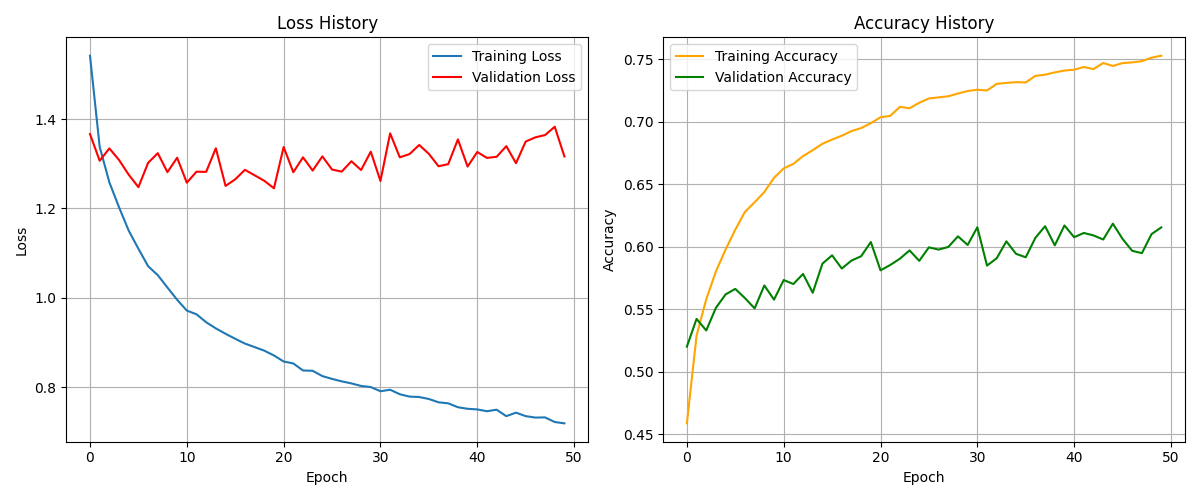 Loss History
Training Loss
Validation Loss
1.4
1.2
1.0
0.8
Loss
0 10 20 30 40 50
Epoch
Accuracy History
Training Accuracy
Validation Accuracy
0.75
0.70
0.65
0.60
0.55
0.50
0.45
Accuracy
0 10 20 30 40 50
Epoch